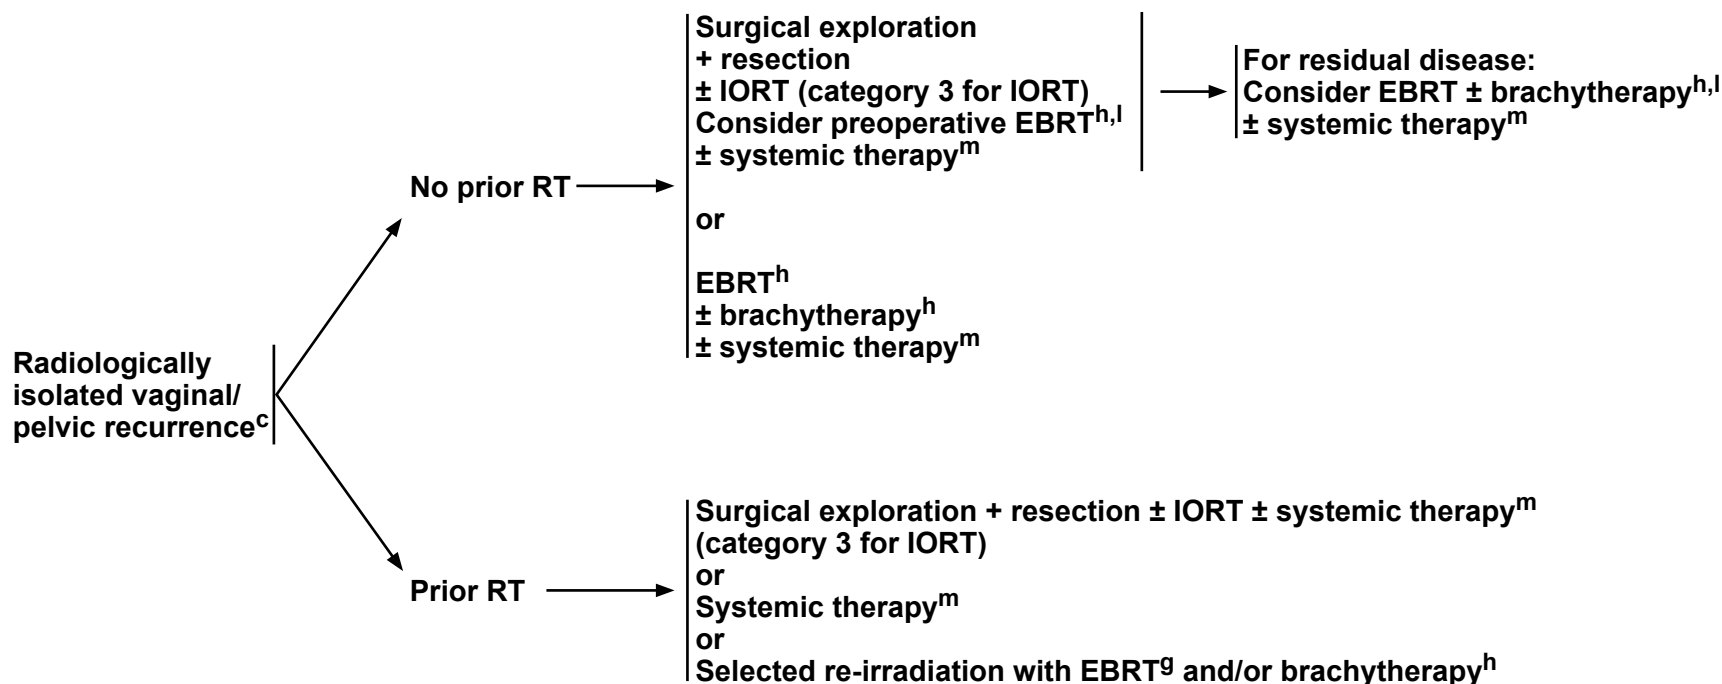 Radiologically
isolated vaginal/
pelvic recurrenceᶜ
No prior RT
Surgical exploration
+ resection
± IORT (category 3 for IORT)
Consider preoperative EBRTʰ,ˡ
± systemic therapyᵐ
or
EBRTʰ
± brachytherapyʰ
± systemic therapyᵐ
For residual disease:
Consider EBRT ± brachytherapyʰ,ˡ
± systemic therapyᵐ
Prior RT
Surgical exploration + resection ± IORT ± systemic therapyᵐ
(category 3 for IORT)
or
Systemic therapyᵐ
or
Selected re-irradiation with EBRTᵍ and/or brachytherapyʰ